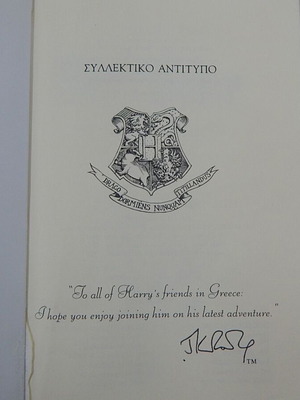 ΣΥΛΛΕΚΤΙΚΟ ΑΝΤΙΤΥΠΟ
H
DRACO DORMIENS NUNQUAM TITILLANDUS
"To all of Harry's friends in Greece:
I hope you enjoy joining him on his latest adventure."
JKRowling
TM